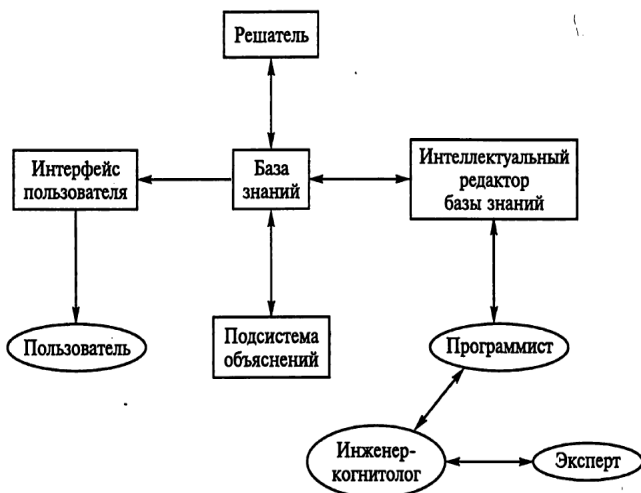 Решатель
Интерфейс
пользователя
База
знаний
Интеллектуальный
редактор
базы знаний
Пользователь
Подсистема
объяснений
Программист
Инженер-
когнитолог
Эксперт